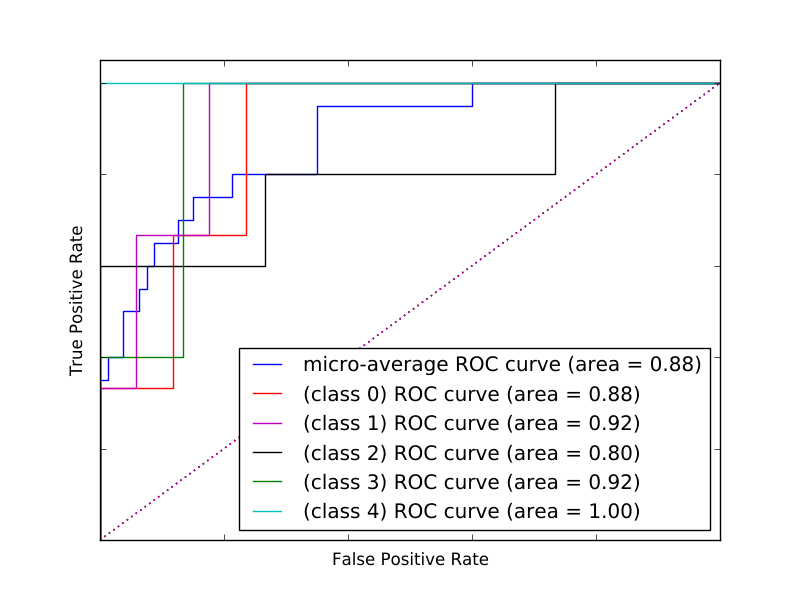 True Positive Rate
micro-average ROC curve (area = 0.88)
(class 0) ROC curve (area = 0.88)
(class 1) ROC curve (area = 0.92)
(class 2) ROC curve (area = 0.80)
(class 3) ROC curve (area = 0.92)
(class 4) ROC curve (area = 1.00)
False Positive Rate